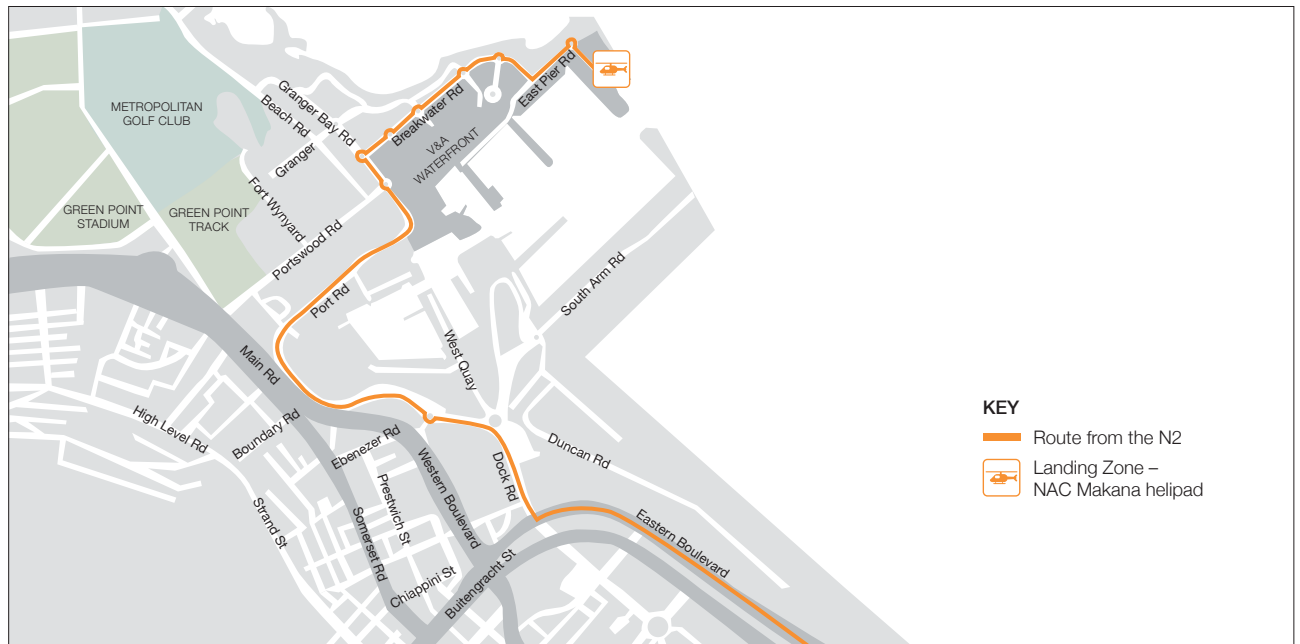 METROPOLITAN
GOLF CLUB
GREEN POINT
STADIUM
GREEN POINT
TRACK
Granger Bay Rd
Beach Rd
Granger
Fort Wynyard
Portswood Rd
Breakwater Rd
East Pier Rd
V&A
WATERFRONT
Port Rd
South Arm Rd
West Quay
Main Rd
High Level Rd
Boundary Rd
Ebenezer Rd
Prestwich St
Western Boulevard
Dock Rd
Duncan Rd
Eastern Boulevard
Strand St
Somerset Rd
Chiappini St
Buitengracht St
KEY
Route from the N2
Landing Zone –
NAC Makana helipad